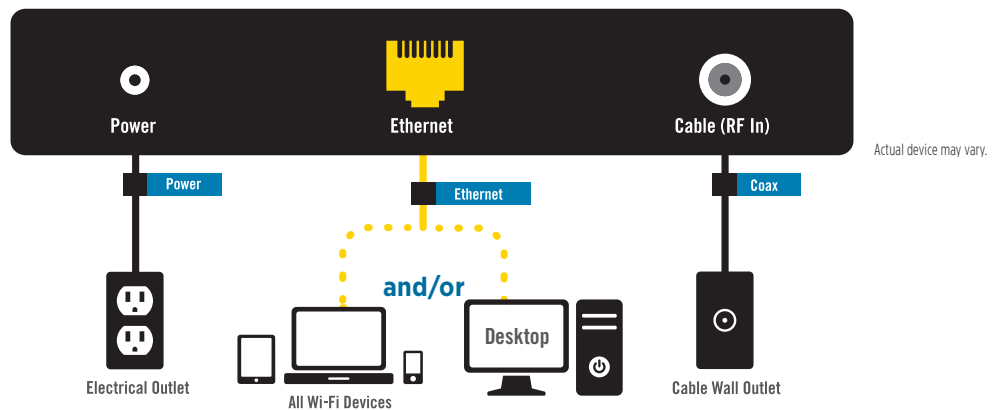 Power
Ethernet
Cable (RF In)
Actual device may vary.
Power
Ethernet
Coax
and/or
Desktop
Electrical Outlet
All Wi-Fi Devices
Cable Wall Outlet